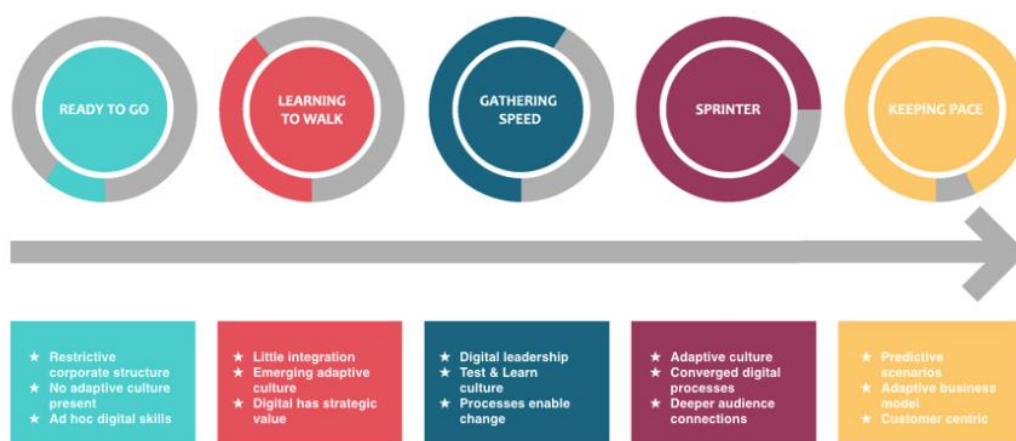 READY TO GO
LEARNING
TO WALK
GATHERING
SPEED
SPRINTER
KEEPING PACE
★ Restrictive
corporate structure
★ No adaptive culture
present
★ Ad hoc digital skills
★ Little integration
★ Emerging adaptive
culture
★ Digital has strategic
value
★ Digital leadership
★ Test & Learn
culture
★ Processes enable
change
★ Adaptive culture
★ Converged digital
processes
★ Deeper audience
connections
★ Predictive
scenarios
★ Adaptive business
model
★ Customer centric